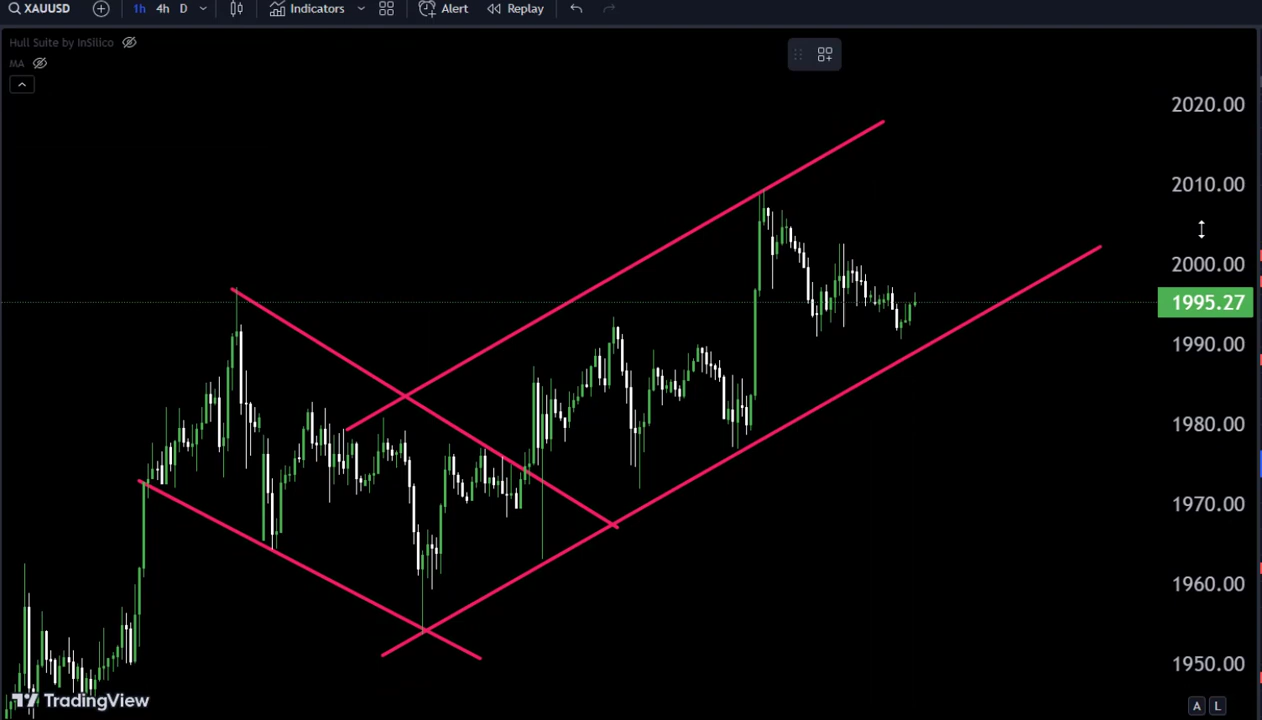 XAUUSD 1h 4h D Indicators Alert Replay
Hull Suite by InSilico
MA
2020.00
2010.00
2000.00
1995.27
1990.00
1980.00
1970.00
1960.00
1950.00
TradingView
A L